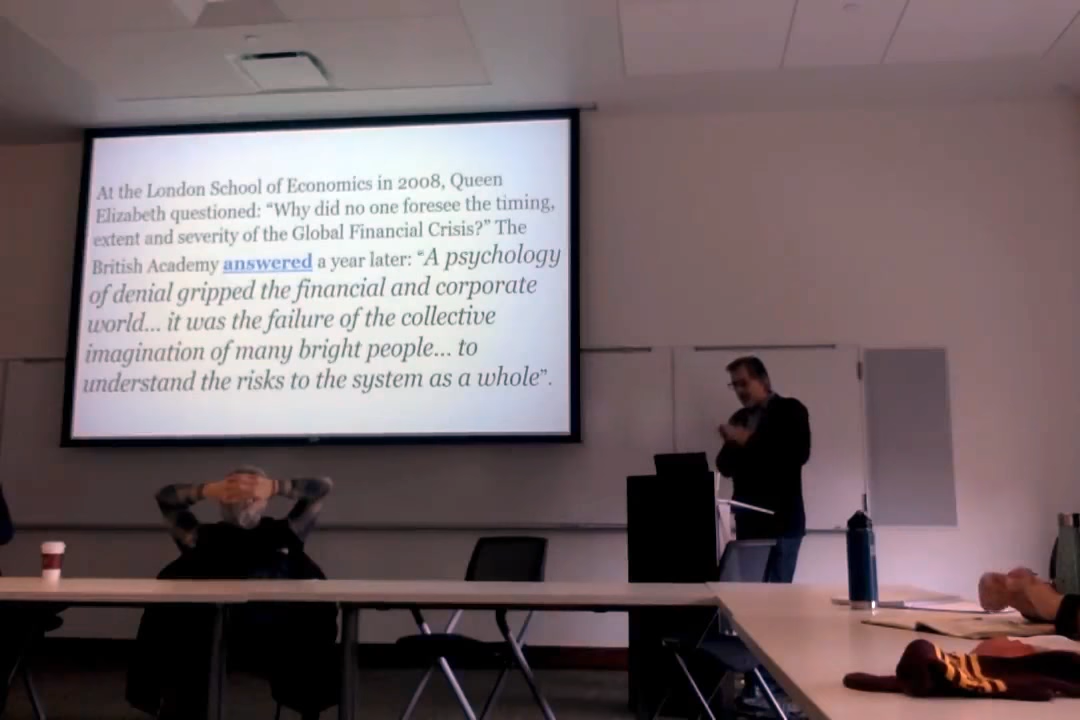 At the London School of Economics in 2008, Queen
Elizabeth questioned: “Why did no one foresee the timing,
extent and severity of the Global Financial Crisis?” The
British Academy answered a year later: “A psychology
of denial gripped the financial and corporate
world... it was the failure of the collective
imagination of many bright people... to
understand the risks to the system as a whole”.